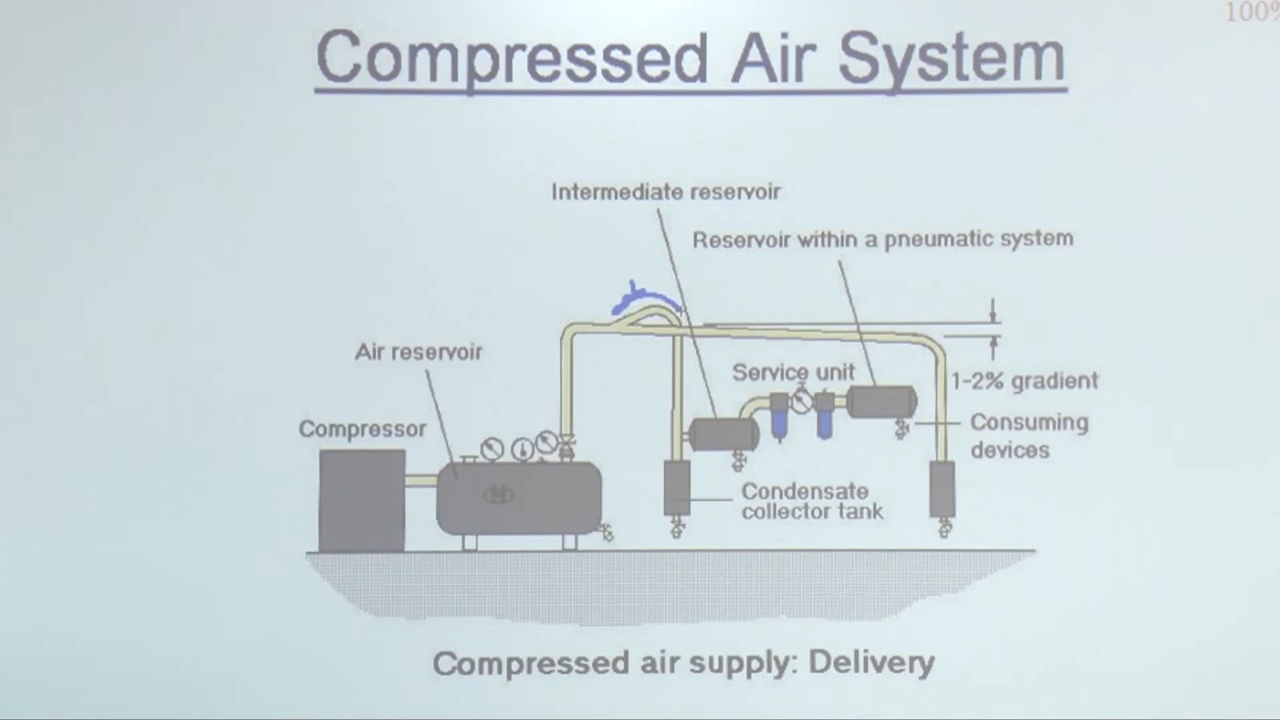 100%
Compressed Air System
Intermediate reservoir
Reservoir within a pneumatic system
Air reservoir
Service unit
1-2% gradient
Compressor
Consuming
devices
Condensate
collector tank
Compressed air supply: Delivery